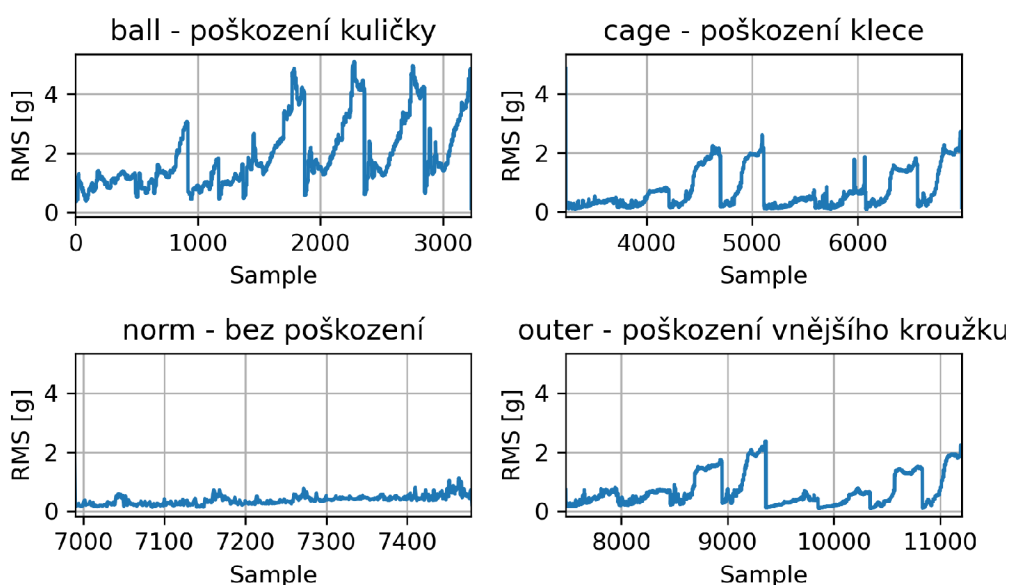 ball - poškození kuličky
cage - poškození klece
RMS [g]
4
2
0
0 1000 2000 3000
Sample
RMS [g]
4
2
0
4000 5000 6000
Sample
norm - bez poškození
outer - poškození vnějšího kroužku
RMS [g]
4
2
0
7000 7100 7200 7300 7400
Sample
RMS [g]
4
2
0
8000 9000 10000 11000
Sample